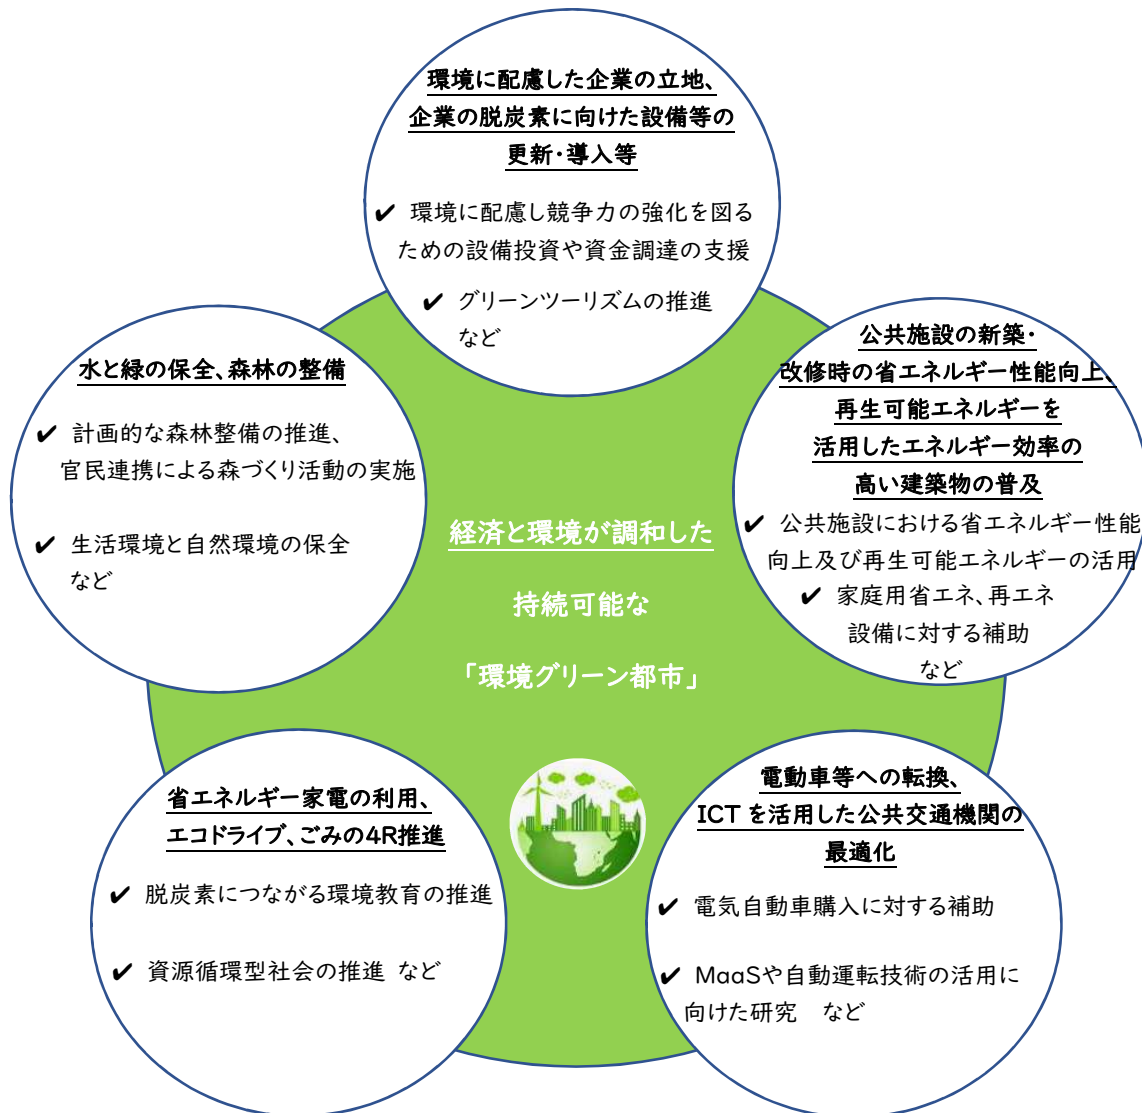 環境に配慮した企業の立地、
企業の脱炭素に向けた設備等の
更新・導入等
✔ 環境に配慮し競争力の強化を図る
ための設備投資や資金調達の支援
✔ グリーンツーリズムの推進
など
水と緑の保全、森林の整備
✔ 計画的な森林整備の推進、
官民連携による森づくり活動の実施
✔ 生活環境と自然環境の保全
など
公共施設の新築・
改修時の省エネルギー性能向上、
再生可能エネルギーを
活用したエネルギー効率の
高い建築物の普及
✔ 公共施設における省エネルギー性能
向上及び再生可能エネルギーの活用
✔ 家庭用省エネ、再エネ
設備に対する補助
など
経済と環境が調和した
持続可能な
「環境グリーン都市」
省エネルギー家電の利用、
エコドライブ、ごみの4R推進
✔ 脱炭素につながる環境教育の推進
✔ 資源循環型社会の推進 など
電動車等への転換、
ICTを活用した公共交通機関の
最適化
✔ 電気自動車購入に対する補助
✔ MaaSや自動運転技術の活用に
向けた研究 など